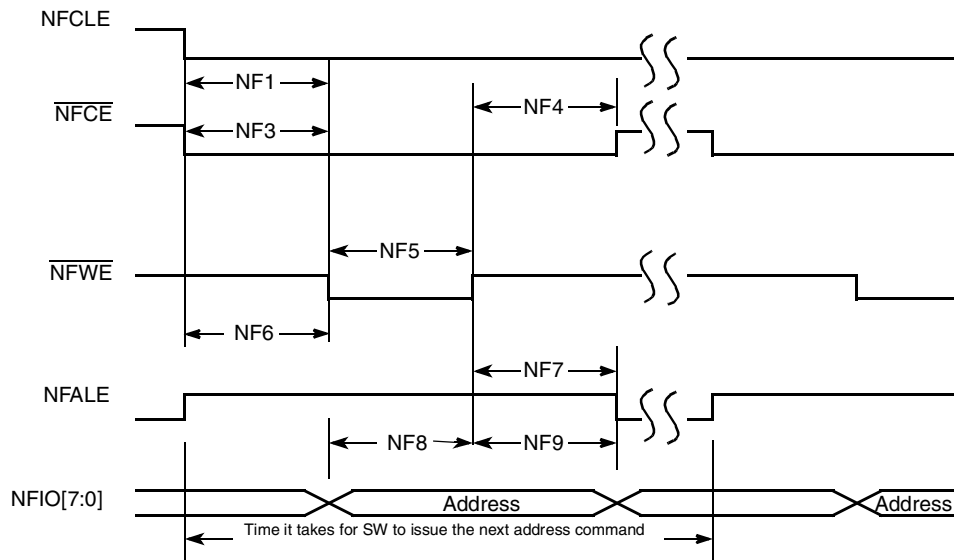 NFCLE
NF1
NF4
NFCE
NF3
NF5
NFWE
NF6
NF7
NFALE
NF8
NF9
NFIO[7:0]
Address
Address
Time it takes for SW to issue the next address command